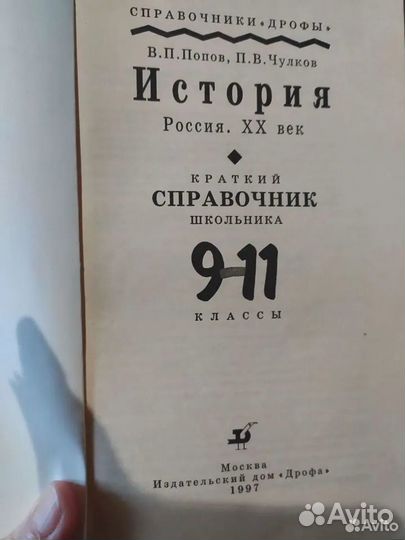 СПРАВОЧНИКИ «ДРОФЫ»
В.П.Попов, П.В.Чулков
История
Россия. XX век
КРАТКИЙ
СПРАВОЧНИК
ШКОЛЬНИКА
9-11
КЛАССЫ
Москва
Издательский дом «Дрофа»
1997
Avito